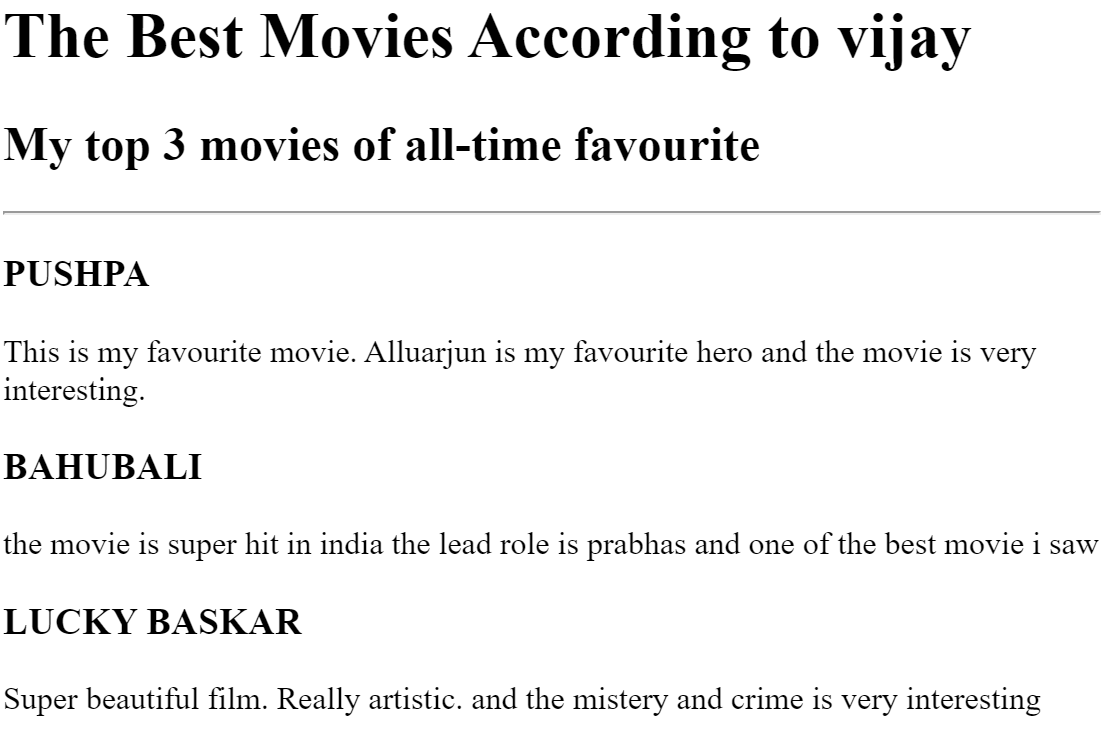 The Best Movies According to vijay
My top 3 movies of all-time favourite
PUSHPA
This is my favourite movie. Alluarjun is my favourite hero and the movie is very
interesting.
BAHUBALI
the movie is super hit in india the lead role is prabhas and one of the best movie i saw
LUCKY BASKAR
Super beautiful film. Really artistic. and the mistery and crime is very interesting